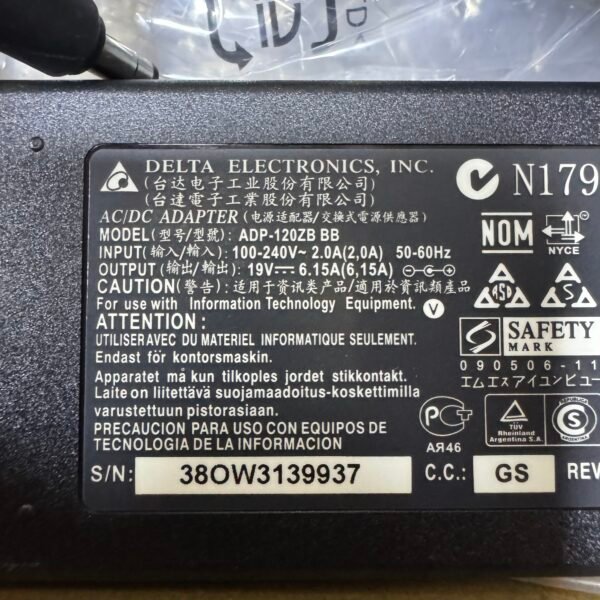 DELTA ELECTRONICS, INC.
(台达电子工业股份有限公司)
(台達電子工業股份有限公司)
AC/DC ADAPTER (电源适配器/交換式電源供應器)
MODEL(型号/型號): ADP-120ZB BB
INPUT(输入/輸入): 100-240V~ 2.0A(2,0A) 50-60Hz
OUTPUT (输出/輸出): 19V 6.15A(6,15A)
CAUTION(警告): 适用于资讯类产品/適用於資訊類產品
For use with Information Technology Equipment.
V
ATTENTION :
UTILISER AVEC DU MATERIEL INFORMATIQUE SEULEMENT.
Endast för kontorsmaskin.
Apparatet må kun tilkoples jordet stikkontakt.
Laite on liitettävä suojamaadoitus-koskettimilla
varustettuun pistorasiaan.
PRECAUCION PARA USO CON EQUIPOS DE
TECNOLOGIA DE LA INFORMACIÓN
S/N: 38OW3139937
C.C.: GS REV
N179
NOM
NYCE
S
SAFETY
MARK
090506-11
エムエスアイユンビュー
PCT
АЯ46
TÜV
Rheinland
Argentina S.A.
S